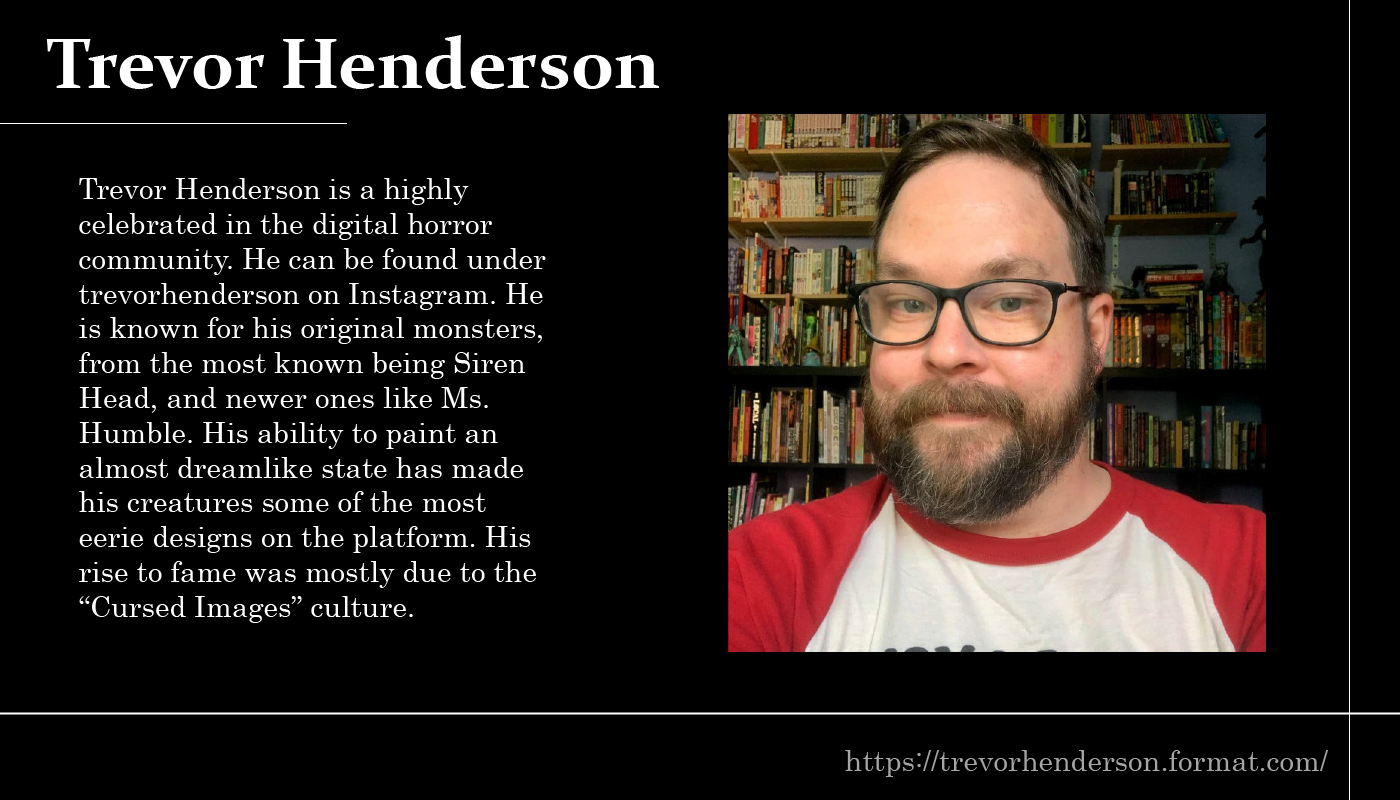 Trevor Henderson
Trevor Henderson is a highly
celebrated in the digital horror
community. He can be found under
trevorhenderson on Instagram. He
is known for his original monsters,
from the most known being Siren
Head, and newer ones like Ms.
Humble. His ability to paint an
almost dreamlike state has made
his creatures some of the most
eerie designs on the platform. His
rise to fame was mostly due to the
“Cursed Images” culture.
https://trevorhenderson.format.com/